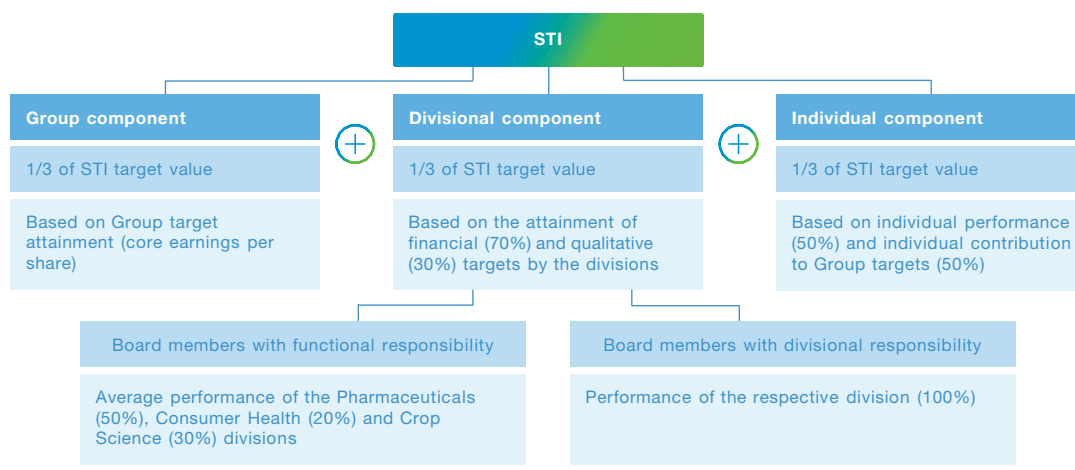 STI
Group component
1/3 of STI target value
Based on Group target
attainment (core earnings per
share)
Divisional component
1/3 of STI target value
Based on the attainment of
financial (70%) and qualitative
(30%) targets by the divisions
Individual component
1/3 of STI target value
Based on individual performance
(50%) and individual contribution
to Group targets (50%)
Board members with functional responsibility
Average performance of the Pharmaceuticals
(50%), Consumer Health (20%) and Crop
Science (30%) divisions
Board members with divisional responsibility
Performance of the respective division (100%)